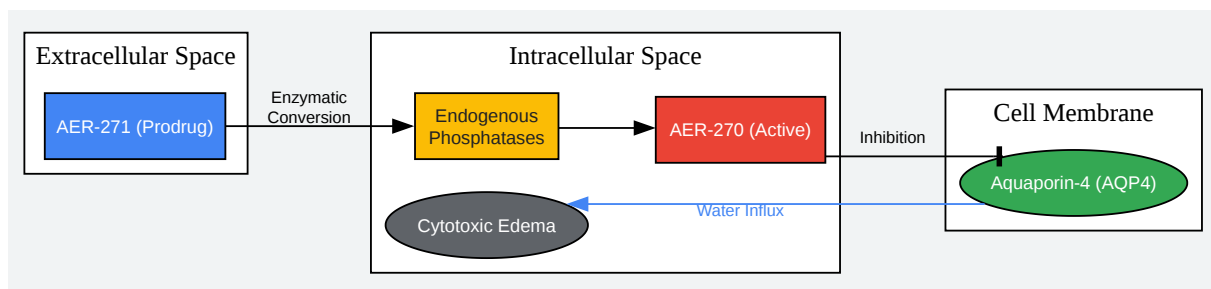 Extracellular Space
AER-271 (Prodrug)
Enzymatic
Conversion
Intracellular Space
Endogenous
Phosphatases
AER-270 (Active)
Inhibition
Cell Membrane
Aquaporin-4 (AQP4)
Water Influx
Cytotoxic Edema